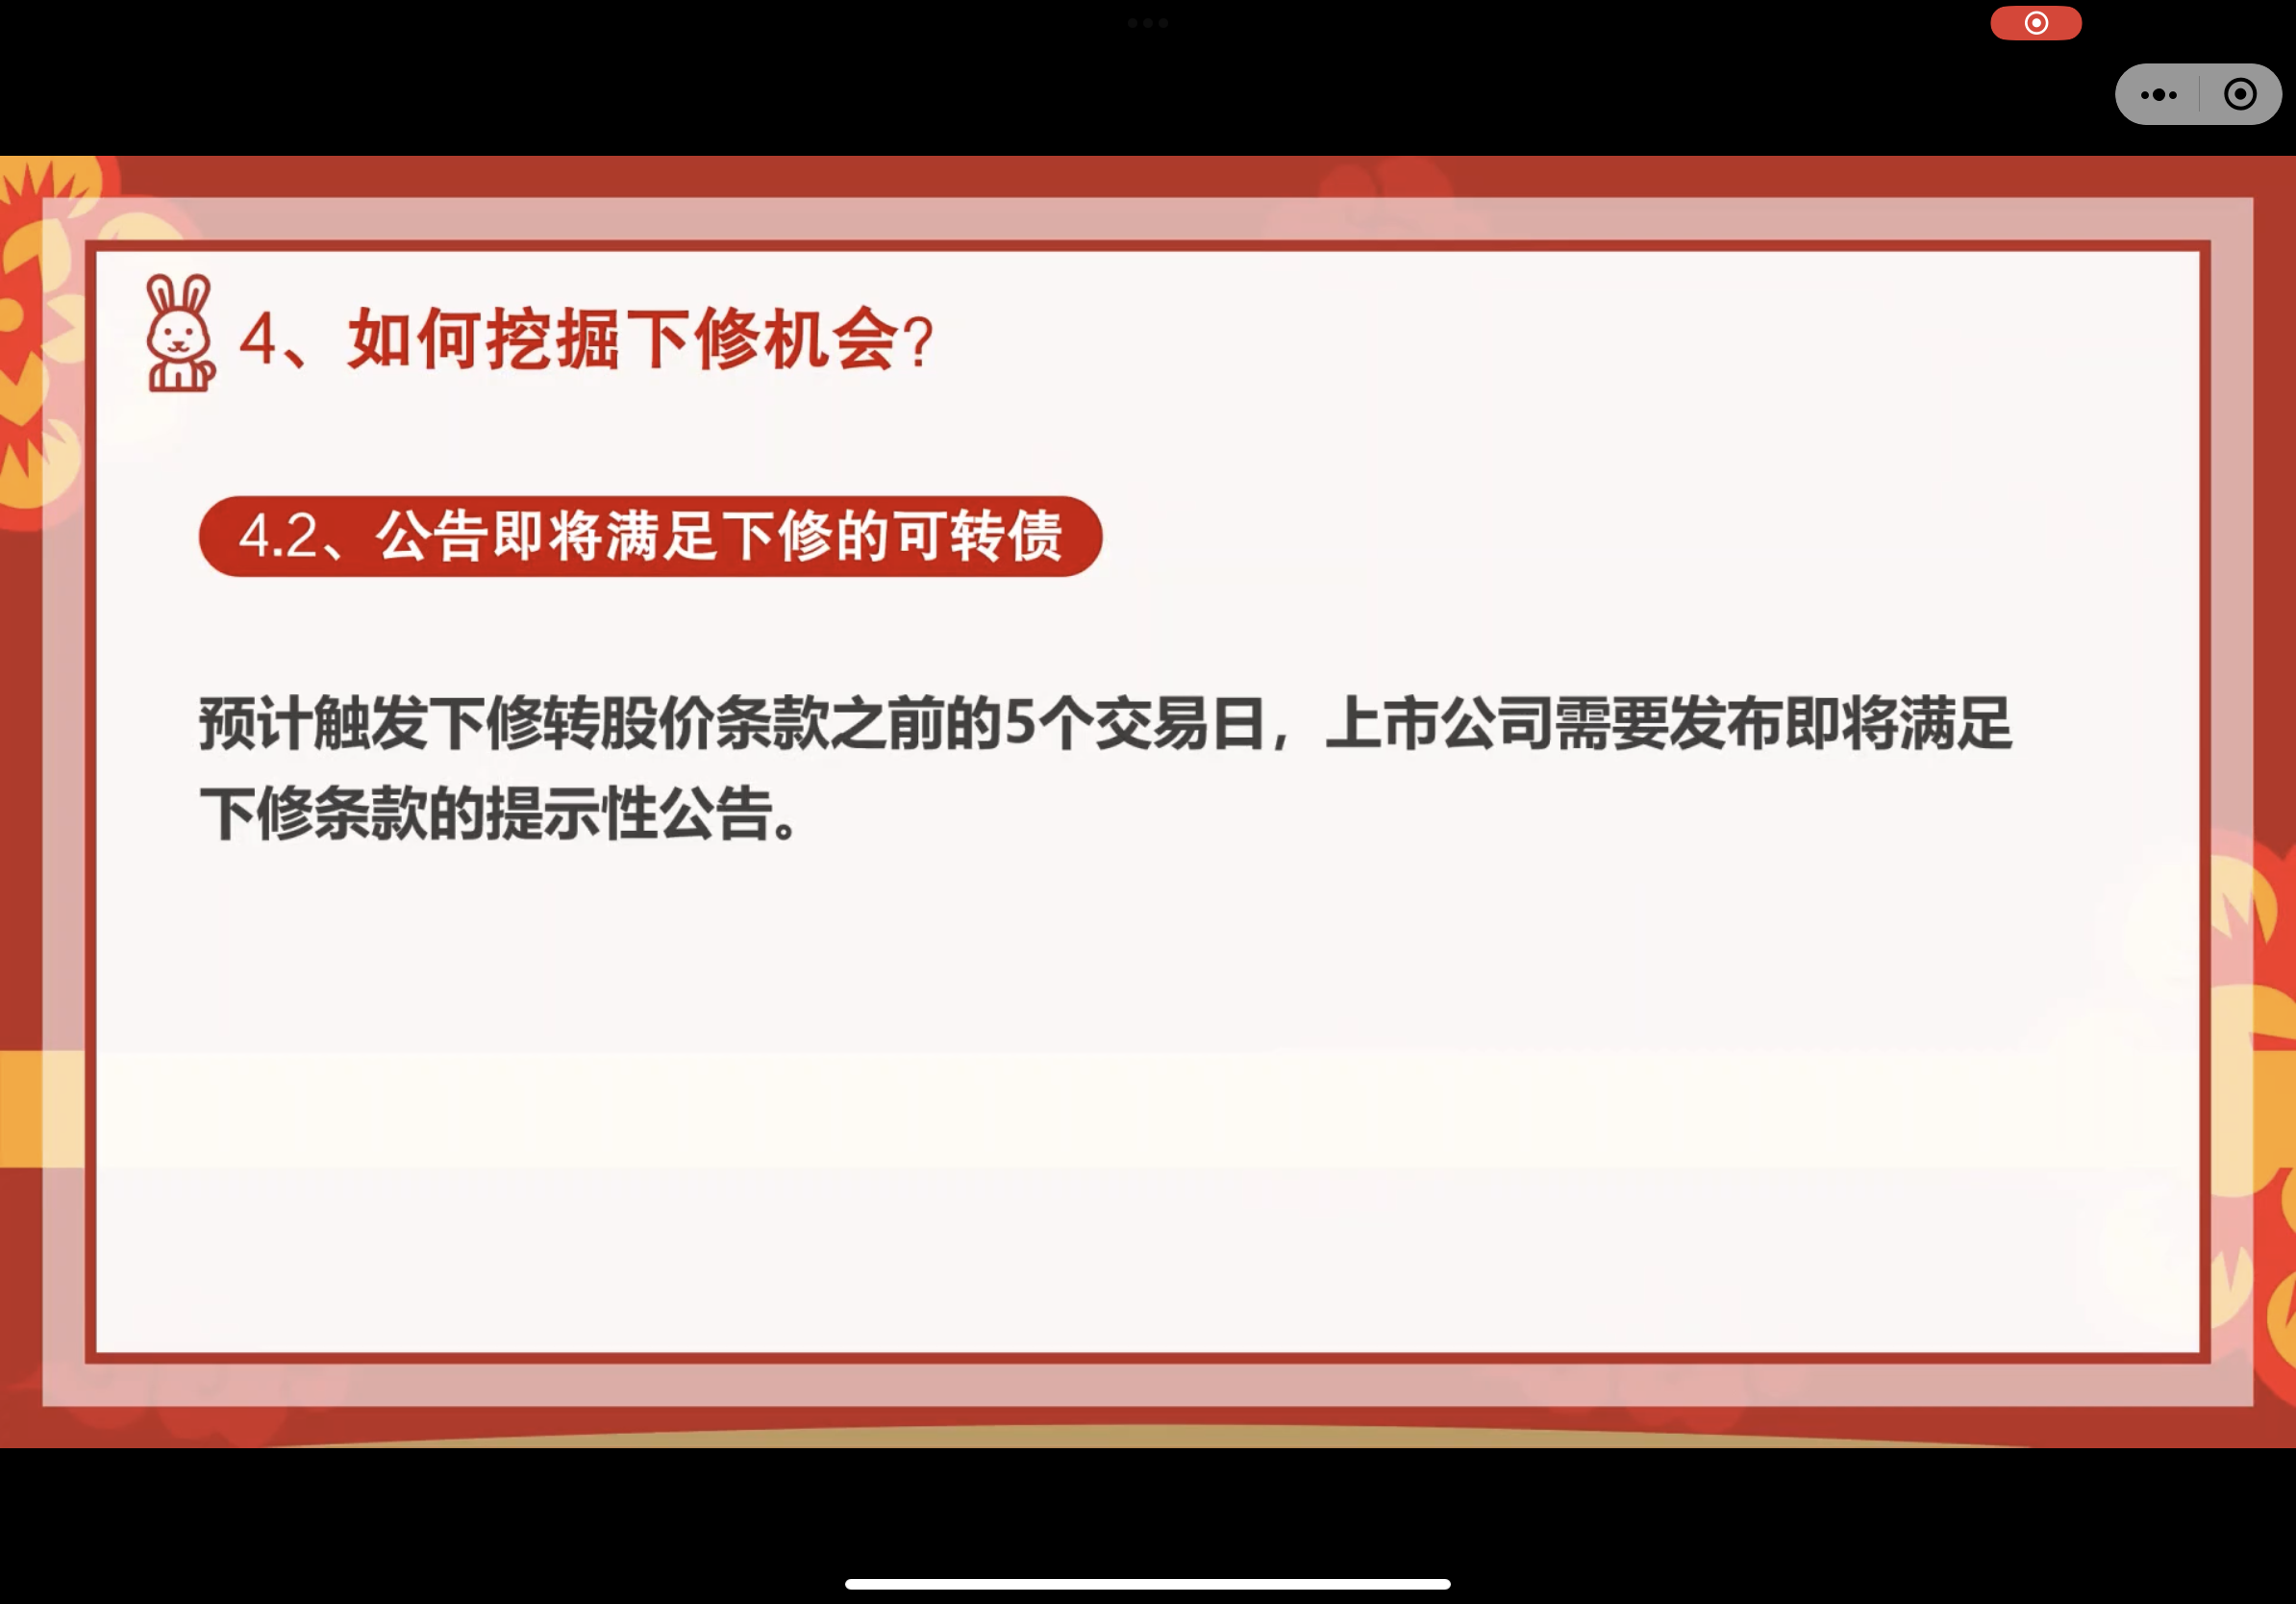 4、如何挖掘下修机会?
4.2、公告即将满足下修的可转债
预计触发下修转股价条款之前的5个交易日，上市公司需要发布即将满足
下修条款的提示性公告。